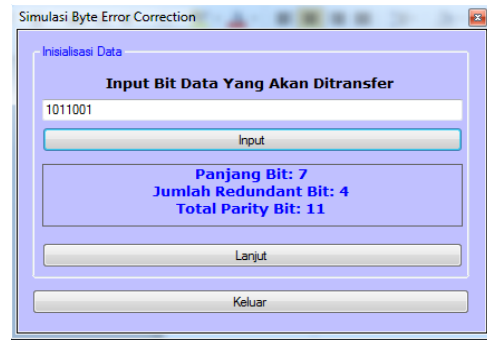 Simulasi Byte Error Correction
Inisialisasi Data
Input Bit Data Yang Akan Ditransfer
1011001
Input
Panjang Bit: 7
Jumlah Redundant Bit: 4
Total Parity Bit: 11
Lanjut
Keluar